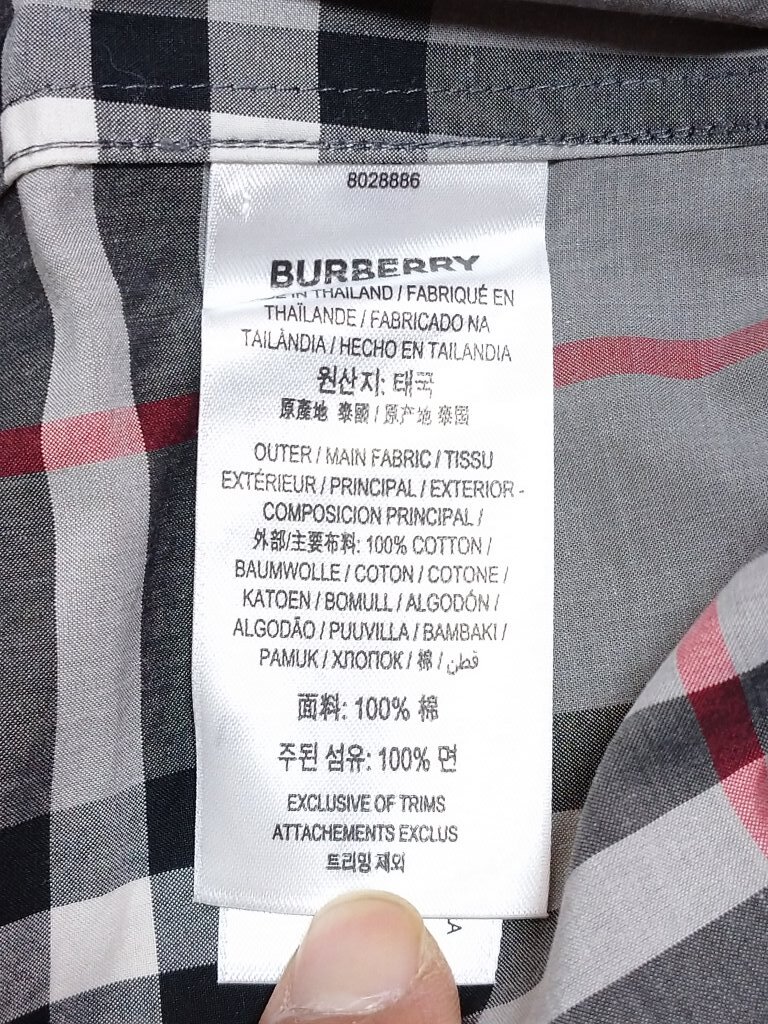 8028886
BURBERRY
IN THAILAND / FABRIQUÉ EN
THAÏLANDE / FABRICADO NA
TAILÂNDIA / HECHO EN TAILANDIA
원산지: 태국
原產地 泰國 / 原产地 泰国
OUTER / MAIN FABRIC / TISSU
EXTÉRIEUR / PRINCIPAL / EXTERIOR -
COMPOSICION PRINCIPAL /
外部/主要布料: 100% COTTON /
BAUMWOLLE / COTON / COTONE /
KATOEN / BOMULL / ALGODÓN /
ALGODÃO / PUUVILLA / BAMBAKI /
PAMUK / ХЛОПОК / 棉 / قطن
面料: 100% 棉
주된 섬유: 100% 면
EXCLUSIVE OF TRIMS
ATTACHEMENTS EXCLUS
트리밍 제외